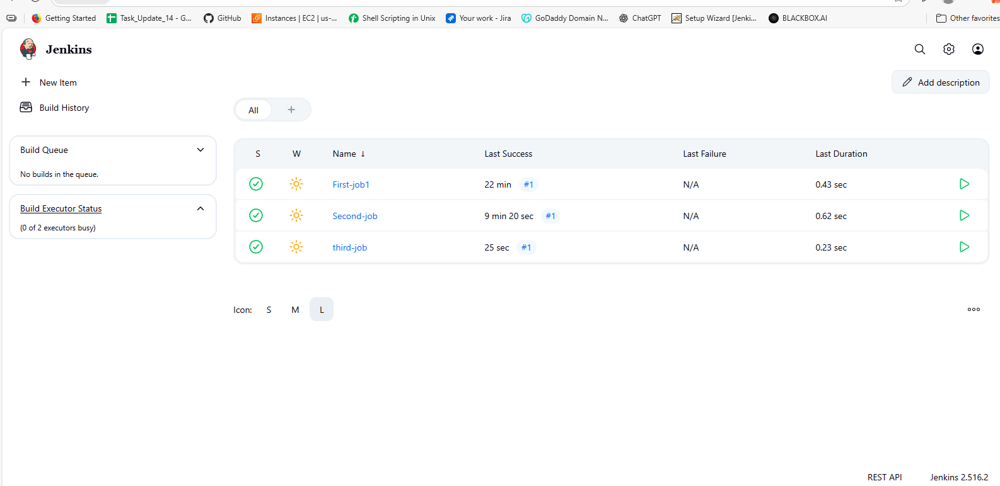 Getting Started Task_Update_14 - G... GitHub Instances | EC2 | us-... Shell Scripting in Unix Your work - Jira GoDaddy Domain N... ChatGPT Setup Wizard [Jenki... BLACKBOX.AI Other favorites
Jenkins
New Item
Add description
Build History
All +
Build Queue
No builds in the queue.
Build Executor Status
(0 of 2 executors busy)
S W Name ↓ Last Success Last Failure Last Duration
First-job1 22 min #1 N/A 0.43 sec
Second-job 9 min 20 sec #1 N/A 0.62 sec
third-job 25 sec #1 N/A 0.23 sec
Icon: S M L
REST API Jenkins 2.516.2